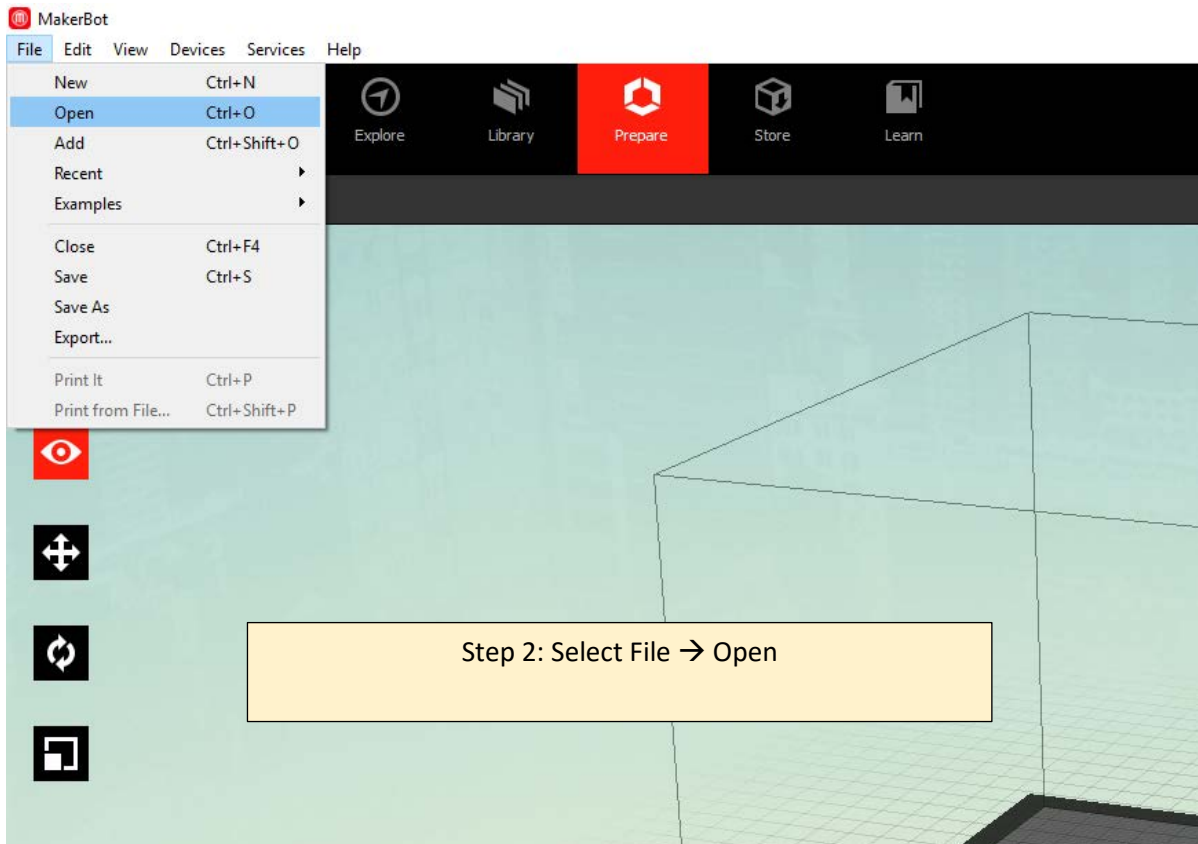 MakerBot
File Edit View Devices Services Help
New Ctrl+N
Open Ctrl+O
Add Ctrl+Shift+O
Recent
Examples
Close Ctrl+F4
Save Ctrl+S
Save As
Export...
Print It Ctrl+P
Print from File... Ctrl+Shift+P
Explore Library Prepare Store Learn
Step 2: Select File → Open